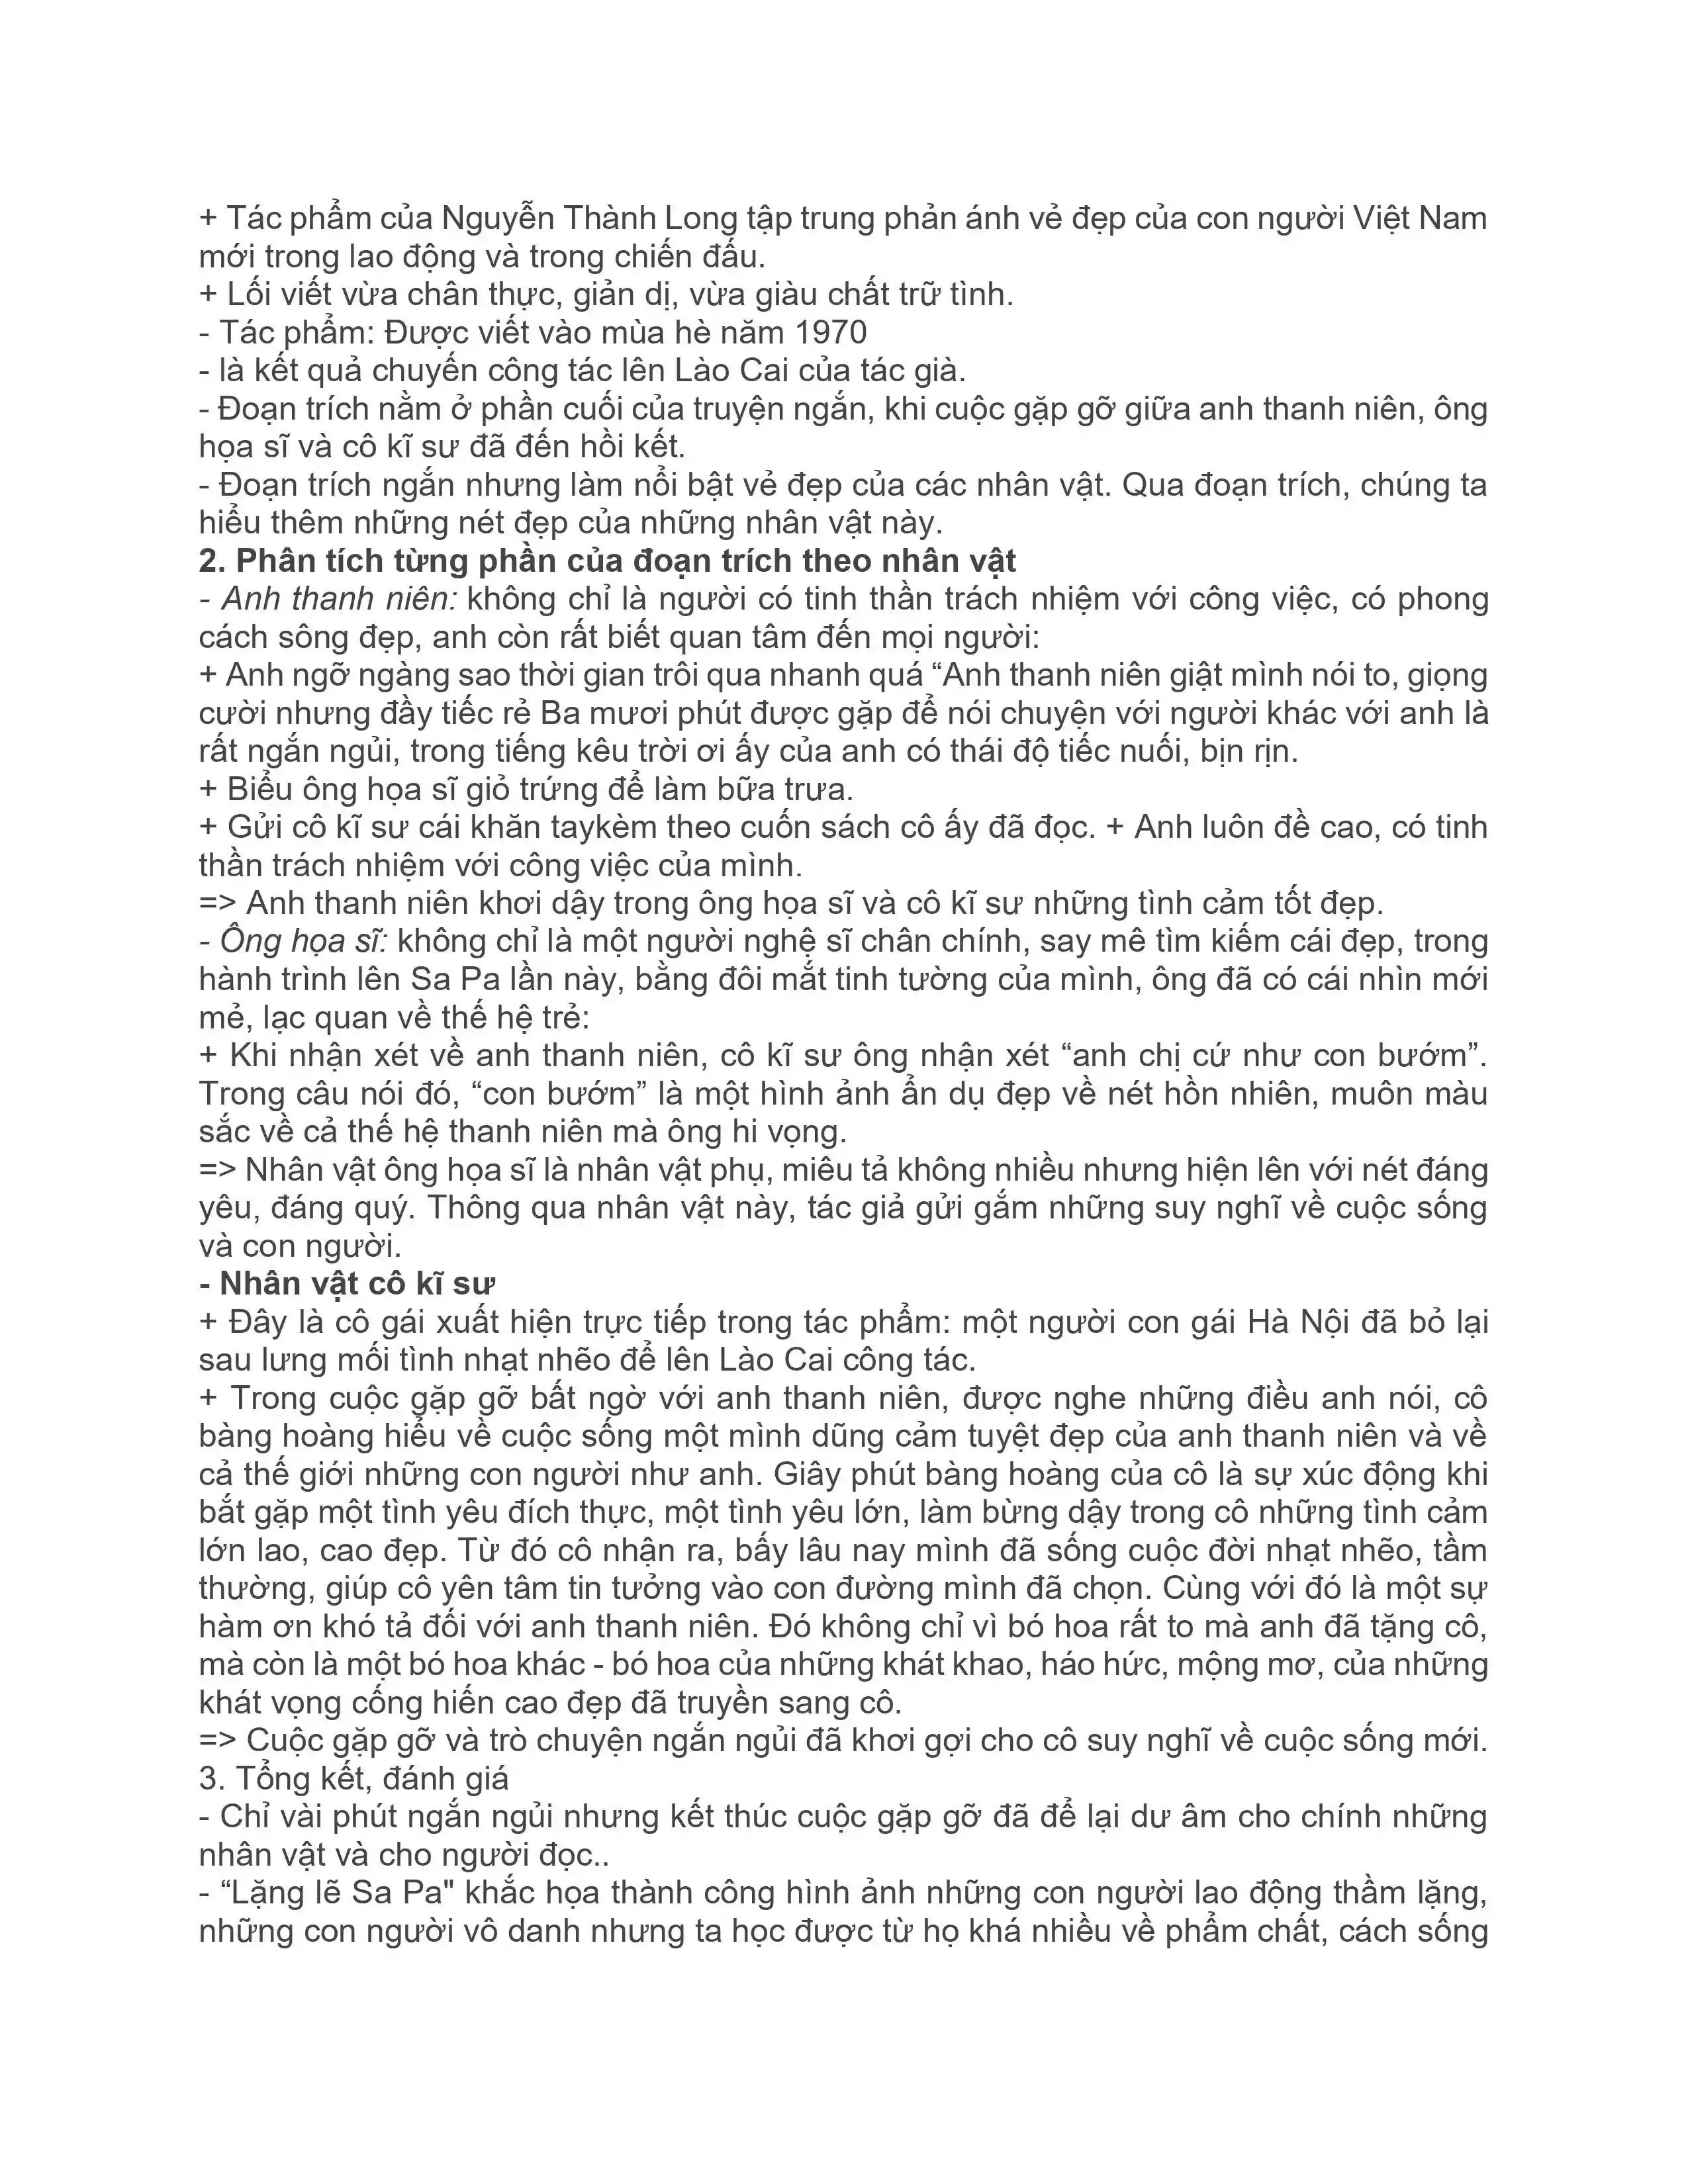 + Tác phẩm của Nguyễn Thành Long tập trung phản ánh vẻ đẹp của con người Việt Nam
mới trong lao động và trong chiến đấu.
+ Lối viết vừa chân thực, giản dị, vừa giàu chất trữ tình.
- Tác phẩm: Được viết vào mùa hè năm 1970
- là kết quả chuyến công tác lên Lào Cai của tác già.
- Đoạn trích nằm ở phần cuối của truyện ngắn, khi cuộc gặp gỡ giữa anh thanh niên, ông
họa sĩ và cô kĩ sư đã đến hồi kết.
- Đoạn trích ngắn nhưng làm nổi bật vẻ đẹp của các nhân vật. Qua đoạn trích, chúng ta
hiểu thêm những nét đẹp của những nhân vật này.
2. Phân tích từng phần của đoạn trích theo nhân vật
- Anh thanh niên: không chỉ là người có tinh thần trách nhiệm với công việc, có phong
cách sông đẹp, anh còn rất biết quan tâm đến mọi người:
+ Anh ngỡ ngàng sao thời gian trôi qua nhanh quá “Anh thanh niên giật mình nói to, giọng
cười nhưng đầy tiếc rẻ Ba mươi phút được gặp để nói chuyện với người khác với anh là
rất ngắn ngủi, trong tiếng kêu trời ơi ấy của anh có thái độ tiếc nuối, bịn rịn.
+ Biểu ông họa sĩ giỏ trứng để làm bữa trưa.
+ Gửi cô kĩ sư cái khăn taykèm theo cuốn sách cô ấy đã đọc. + Anh luôn đề cao, có tinh
thần trách nhiệm với công việc của mình.
=> Anh thanh niên khơi dậy trong ông họa sĩ và cô kĩ sư những tình cảm tốt đẹp.
- Ông họa sĩ: không chỉ là một người nghệ sĩ chân chính, say mê tìm kiếm cái đẹp, trong
hành trình lên Sa Pa lần này, bằng đôi mắt tinh tường của mình, ông đã có cái nhìn mới
mẻ, lạc quan về thế hệ trẻ:
+ Khi nhận xét về anh thanh niên, cô kĩ sư ông nhận xét “anh chị cứ như con bướm”.
Trong câu nói đó, “con bướm” là một hình ảnh ẩn dụ đẹp về nét hồn nhiên, muôn màu
sắc về cả thế hệ thanh niên mà ông hi vọng.
=> Nhân vật ông họa sĩ là nhân vật phụ, miêu tả không nhiều nhưng hiện lên với nét đáng
yêu, đáng quý. Thông qua nhân vật này, tác giả gửi gắm những suy nghĩ về cuộc sống
và con người.
- Nhân vật cô kĩ sư
+ Đây là cô gái xuất hiện trực tiếp trong tác phẩm: một người con gái Hà Nội đã bỏ lại
sau lưng mối tình nhạt nhẽo để lên Lào Cai công tác.
+ Trong cuộc gặp gỡ bất ngờ với anh thanh niên, được nghe những điều anh nói, cô
bàng hoàng hiểu về cuộc sống một mình dũng cảm tuyệt đẹp của anh thanh niên và về
cả thế giới những con người như anh. Giây phút bàng hoàng của cô là sự xúc động khi
bắt gặp một tình yêu đích thực, một tình yêu lớn, làm bừng dậy trong cô những tình cảm
lớn lao, cao đẹp. Từ đó cô nhận ra, bấy lâu nay mình đã sống cuộc đời nhạt nhẽo, tầm
thường, giúp cô yên tâm tin tưởng vào con đường mình đã chọn. Cùng với đó là một sự
hàm ơn khó tả đối với anh thanh niên. Đó không chỉ vì bó hoa rất to mà anh đã tặng cô,
mà còn là một bó hoa khác - bó hoa của những khát khao, háo hức, mộng mơ, của những
khát vọng cống hiến cao đẹp đã truyền sang cô.
=> Cuộc gặp gỡ và trò chuyện ngắn ngủi đã khơi gợi cho cô suy nghĩ về cuộc sống mới.
3. Tổng kết, đánh giá
- Chỉ vài phút ngắn ngủi nhưng kết thúc cuộc gặp gỡ đã để lại dư âm cho chính những
nhân vật và cho người đọc..
- “Lặng lẽ Sa Pa" khắc họa thành công hình ảnh những con người lao động thầm lặng,
những con người vô danh nhưng ta học được từ họ khá nhiều về phẩm chất, cách sống